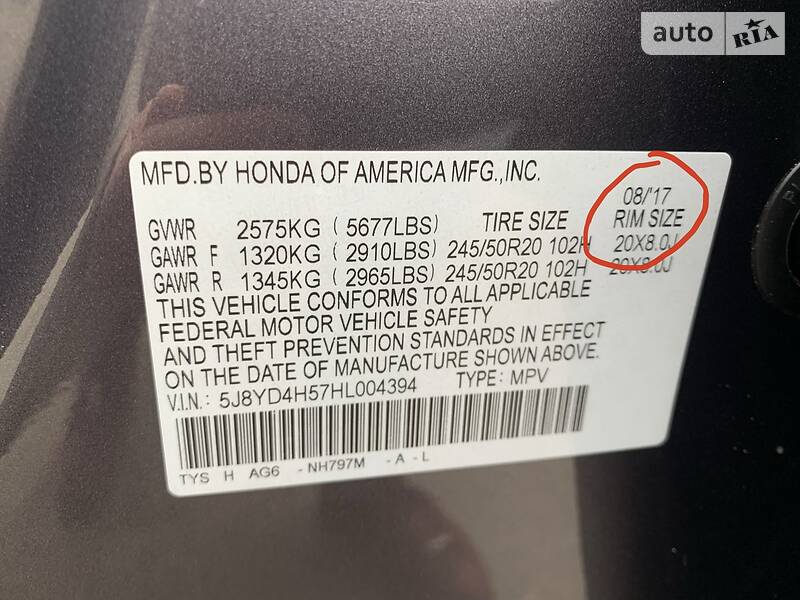 auto RIA
MFD.BY HONDA OF AMERICA MFG.,INC. 08/'17
GVWR 2575KG ( 5677LBS) TIRE SIZE RIM SIZE
GAWR F 1320KG ( 2910LBS) 245/50R20 102H 20X8.0J
GAWR R 1345KG ( 2965LBS) 245/50R20 102H 20X8.0J
THIS VEHICLE CONFORMS TO ALL APPLICABLE
FEDERAL MOTOR VEHICLE SAFETY
AND THEFT PREVENTION STANDARDS IN EFFECT
ON THE DATE OF MANUFACTURE SHOWN ABOVE.
V.I.N.: 5J8YD4H57HL004394 TYPE: MPV
TYS H AG6 - NH797M - A - L